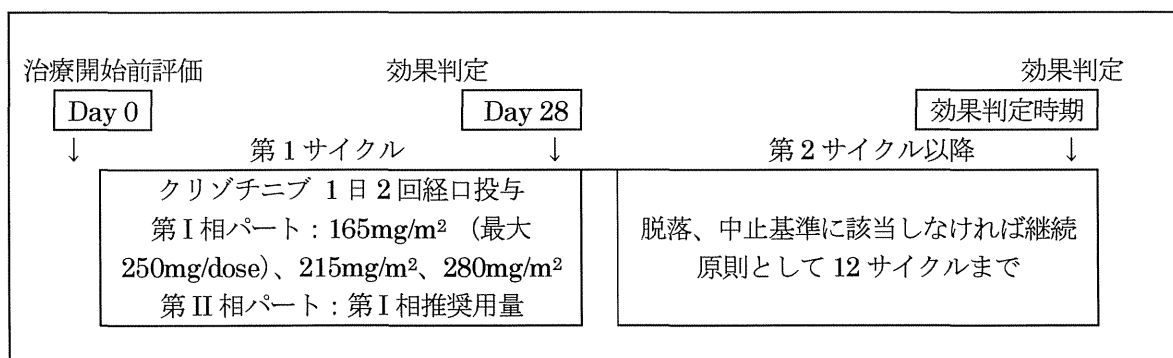 治療開始前評価 効果判定 効果判定
Day 0 Day 28 効果判定時期
↓ 第1サイクル ↓ 第2サイクル以降 ↓
クリゾチニブ 1日2回経口投与
第I相パート：165mg/m² （最大
250mg/dose）、215mg/m²、280mg/m²
第II相パート：第I相推奨用量
脱落、中止基準に該当しなければ継続
原則として12サイクルまで